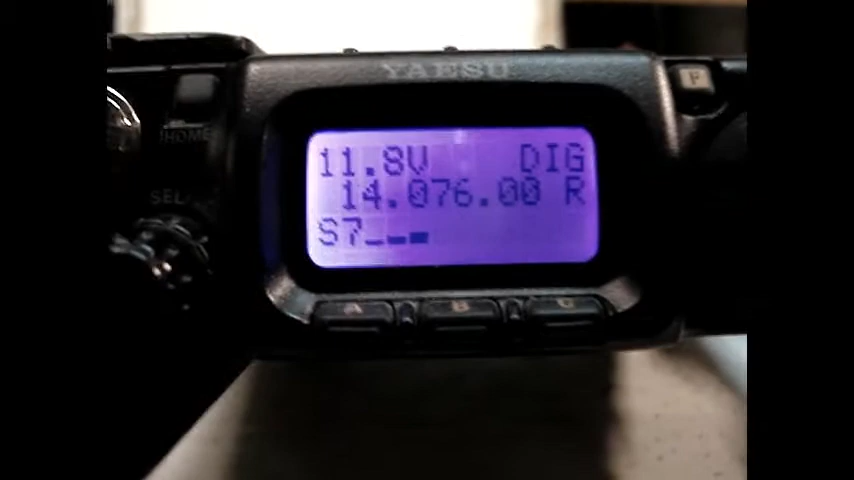 YAESU
F
HOME
SEL
11.8V DIG
14.076.00 R
S7
A B C